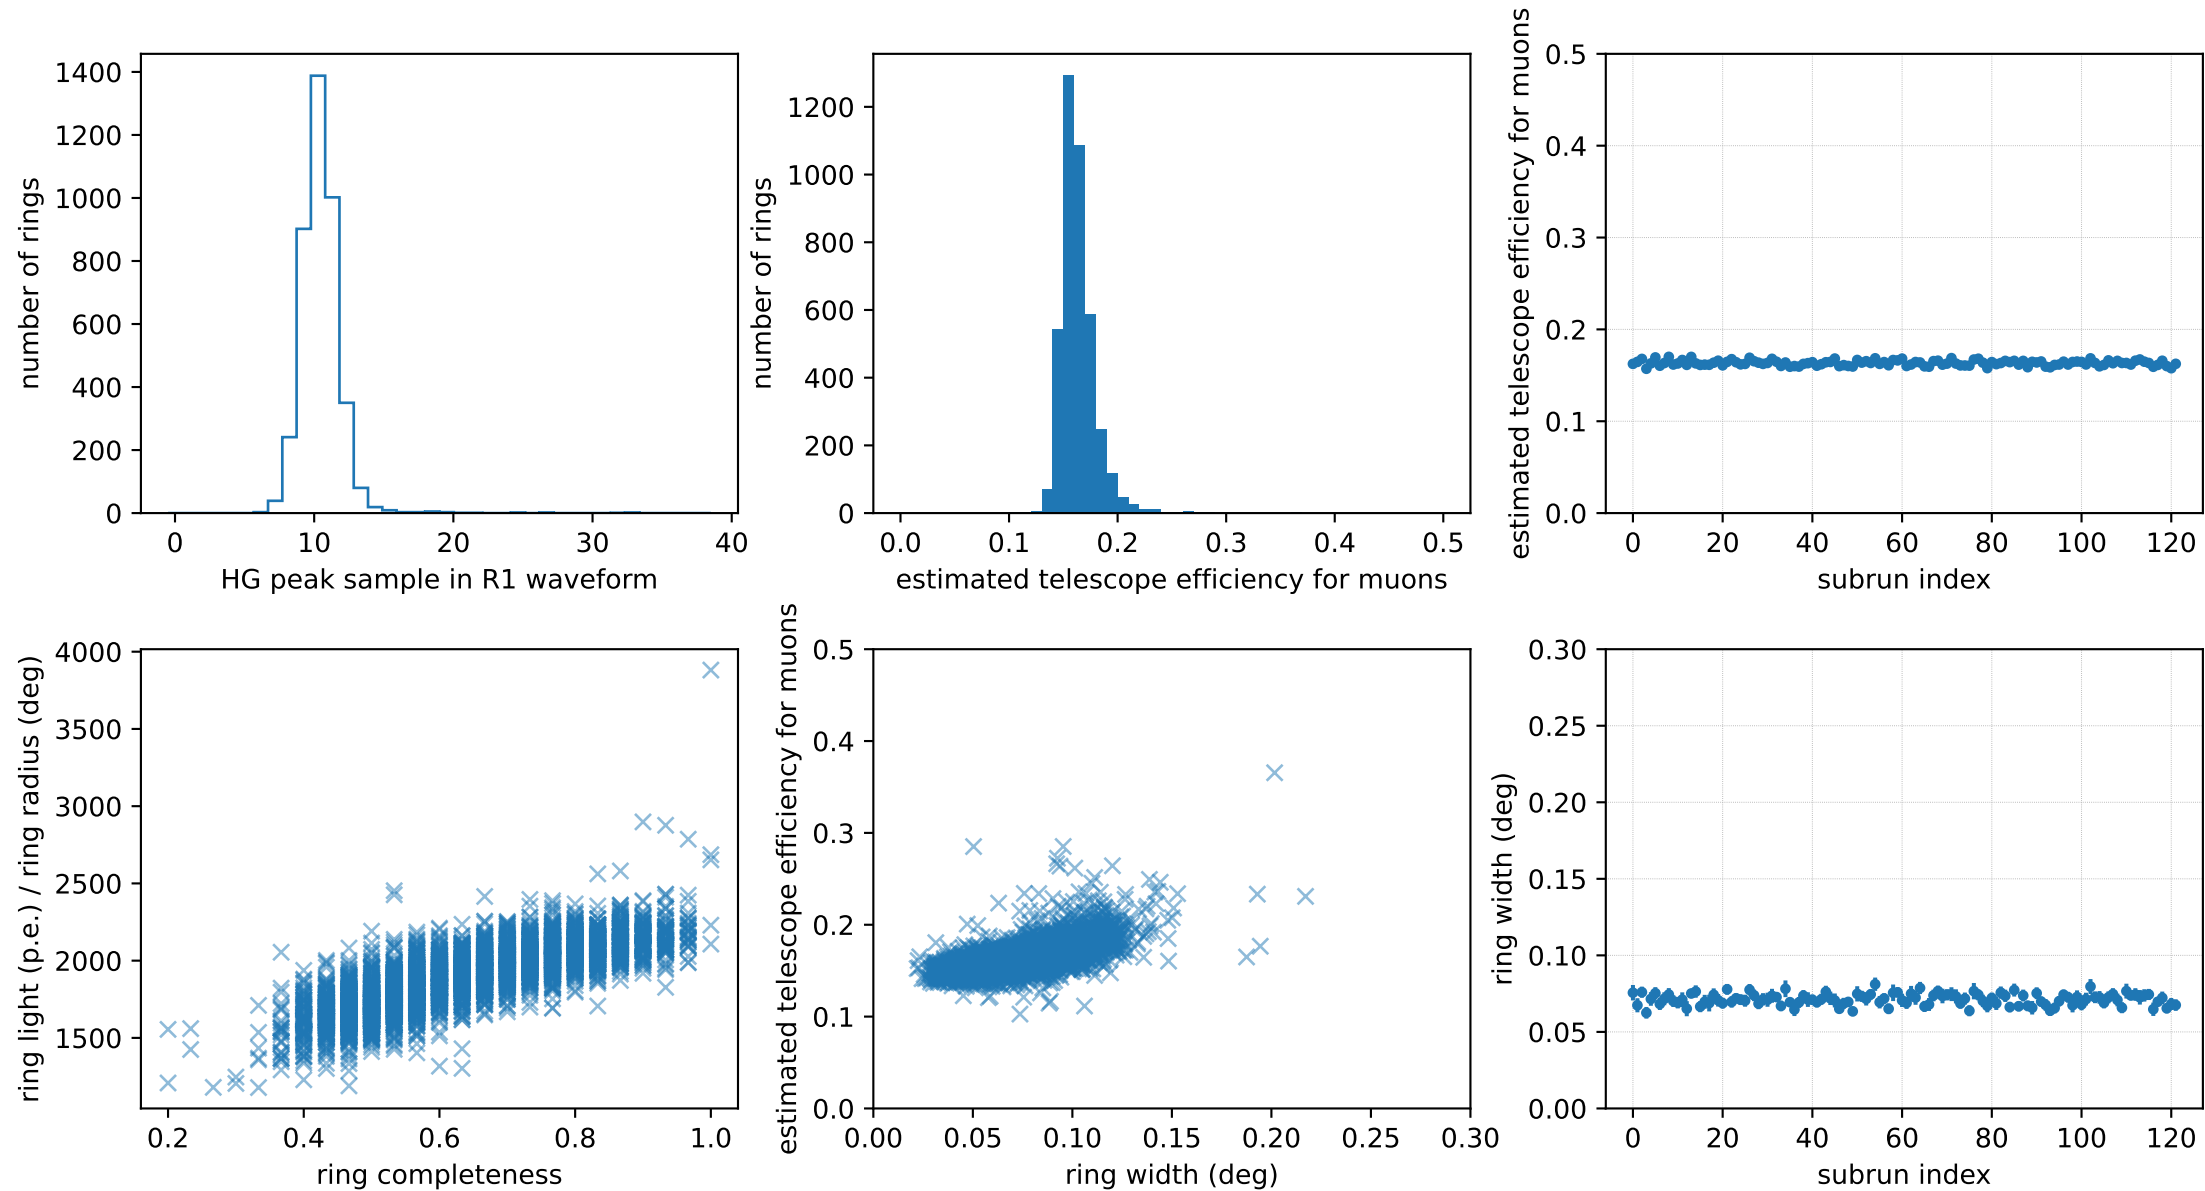 1400
1200
1000
800
600
400
200
0
number of rings
0 10 20 30 40
HG peak sample in R1 waveform
1200
1000
800
600
400
200
0
number of rings
0.0 0.1 0.2 0.3 0.4 0.5
estimated telescope efficiency for muons
0.5
0.4
0.3
0.2
0.1
0.0
estimated telescope efficiency for muons
0 20 40 60 80 100 120
subrun index
4000
3500
3000
2500
2000
1500
ring light (p.e.) / ring radius (deg)
0.2 0.4 0.6 0.8 1.0
ring completeness
0.5
0.4
0.3
0.2
0.1
0.0
estimated telescope efficiency for muons
0.00 0.05 0.10 0.15 0.20 0.25 0.30
ring width (deg)
0.30
0.25
0.20
0.15
0.10
0.05
0.00
ring width (deg)
0 20 40 60 80 100 120
subrun index